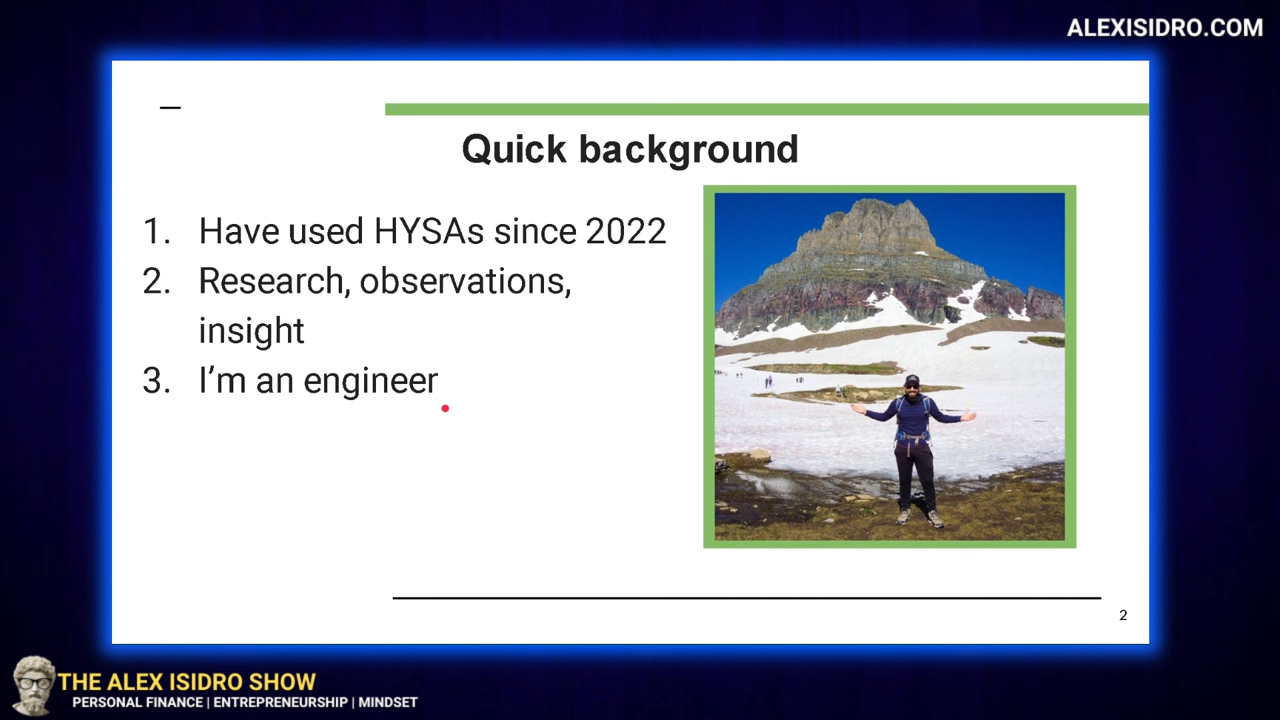 ALEXISIDRO.COM
Quick background
1. Have used HYSAs since 2022
2. Research, observations,
insight
3. I’m an engineer
2
THE ALEX ISIDRO SHOW
PERSONAL FINANCE | ENTREPRENEURSHIP | MINDSET